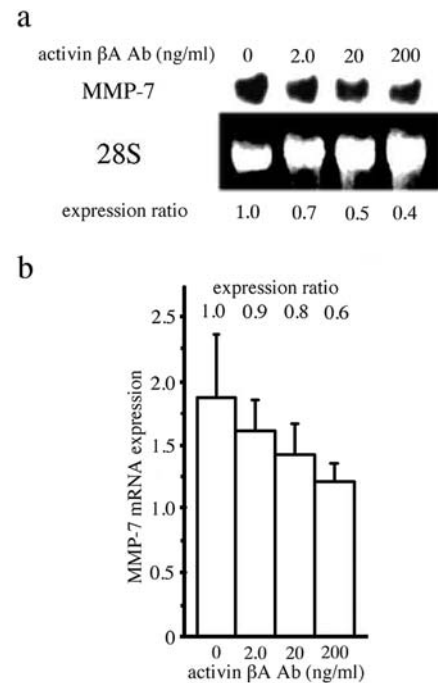 a
activin βA Ab (ng/ml) 0 2.0 20 200
MMP-7
28S
expression ratio 1.0 0.7 0.5 0.4
b
expression ratio
1.0 0.9 0.8 0.6
2.5
2.0
1.5
1.0
0.5
0
MMP-7 mRNA expression
0 2.0 20 200
activin βA Ab (ng/ml)